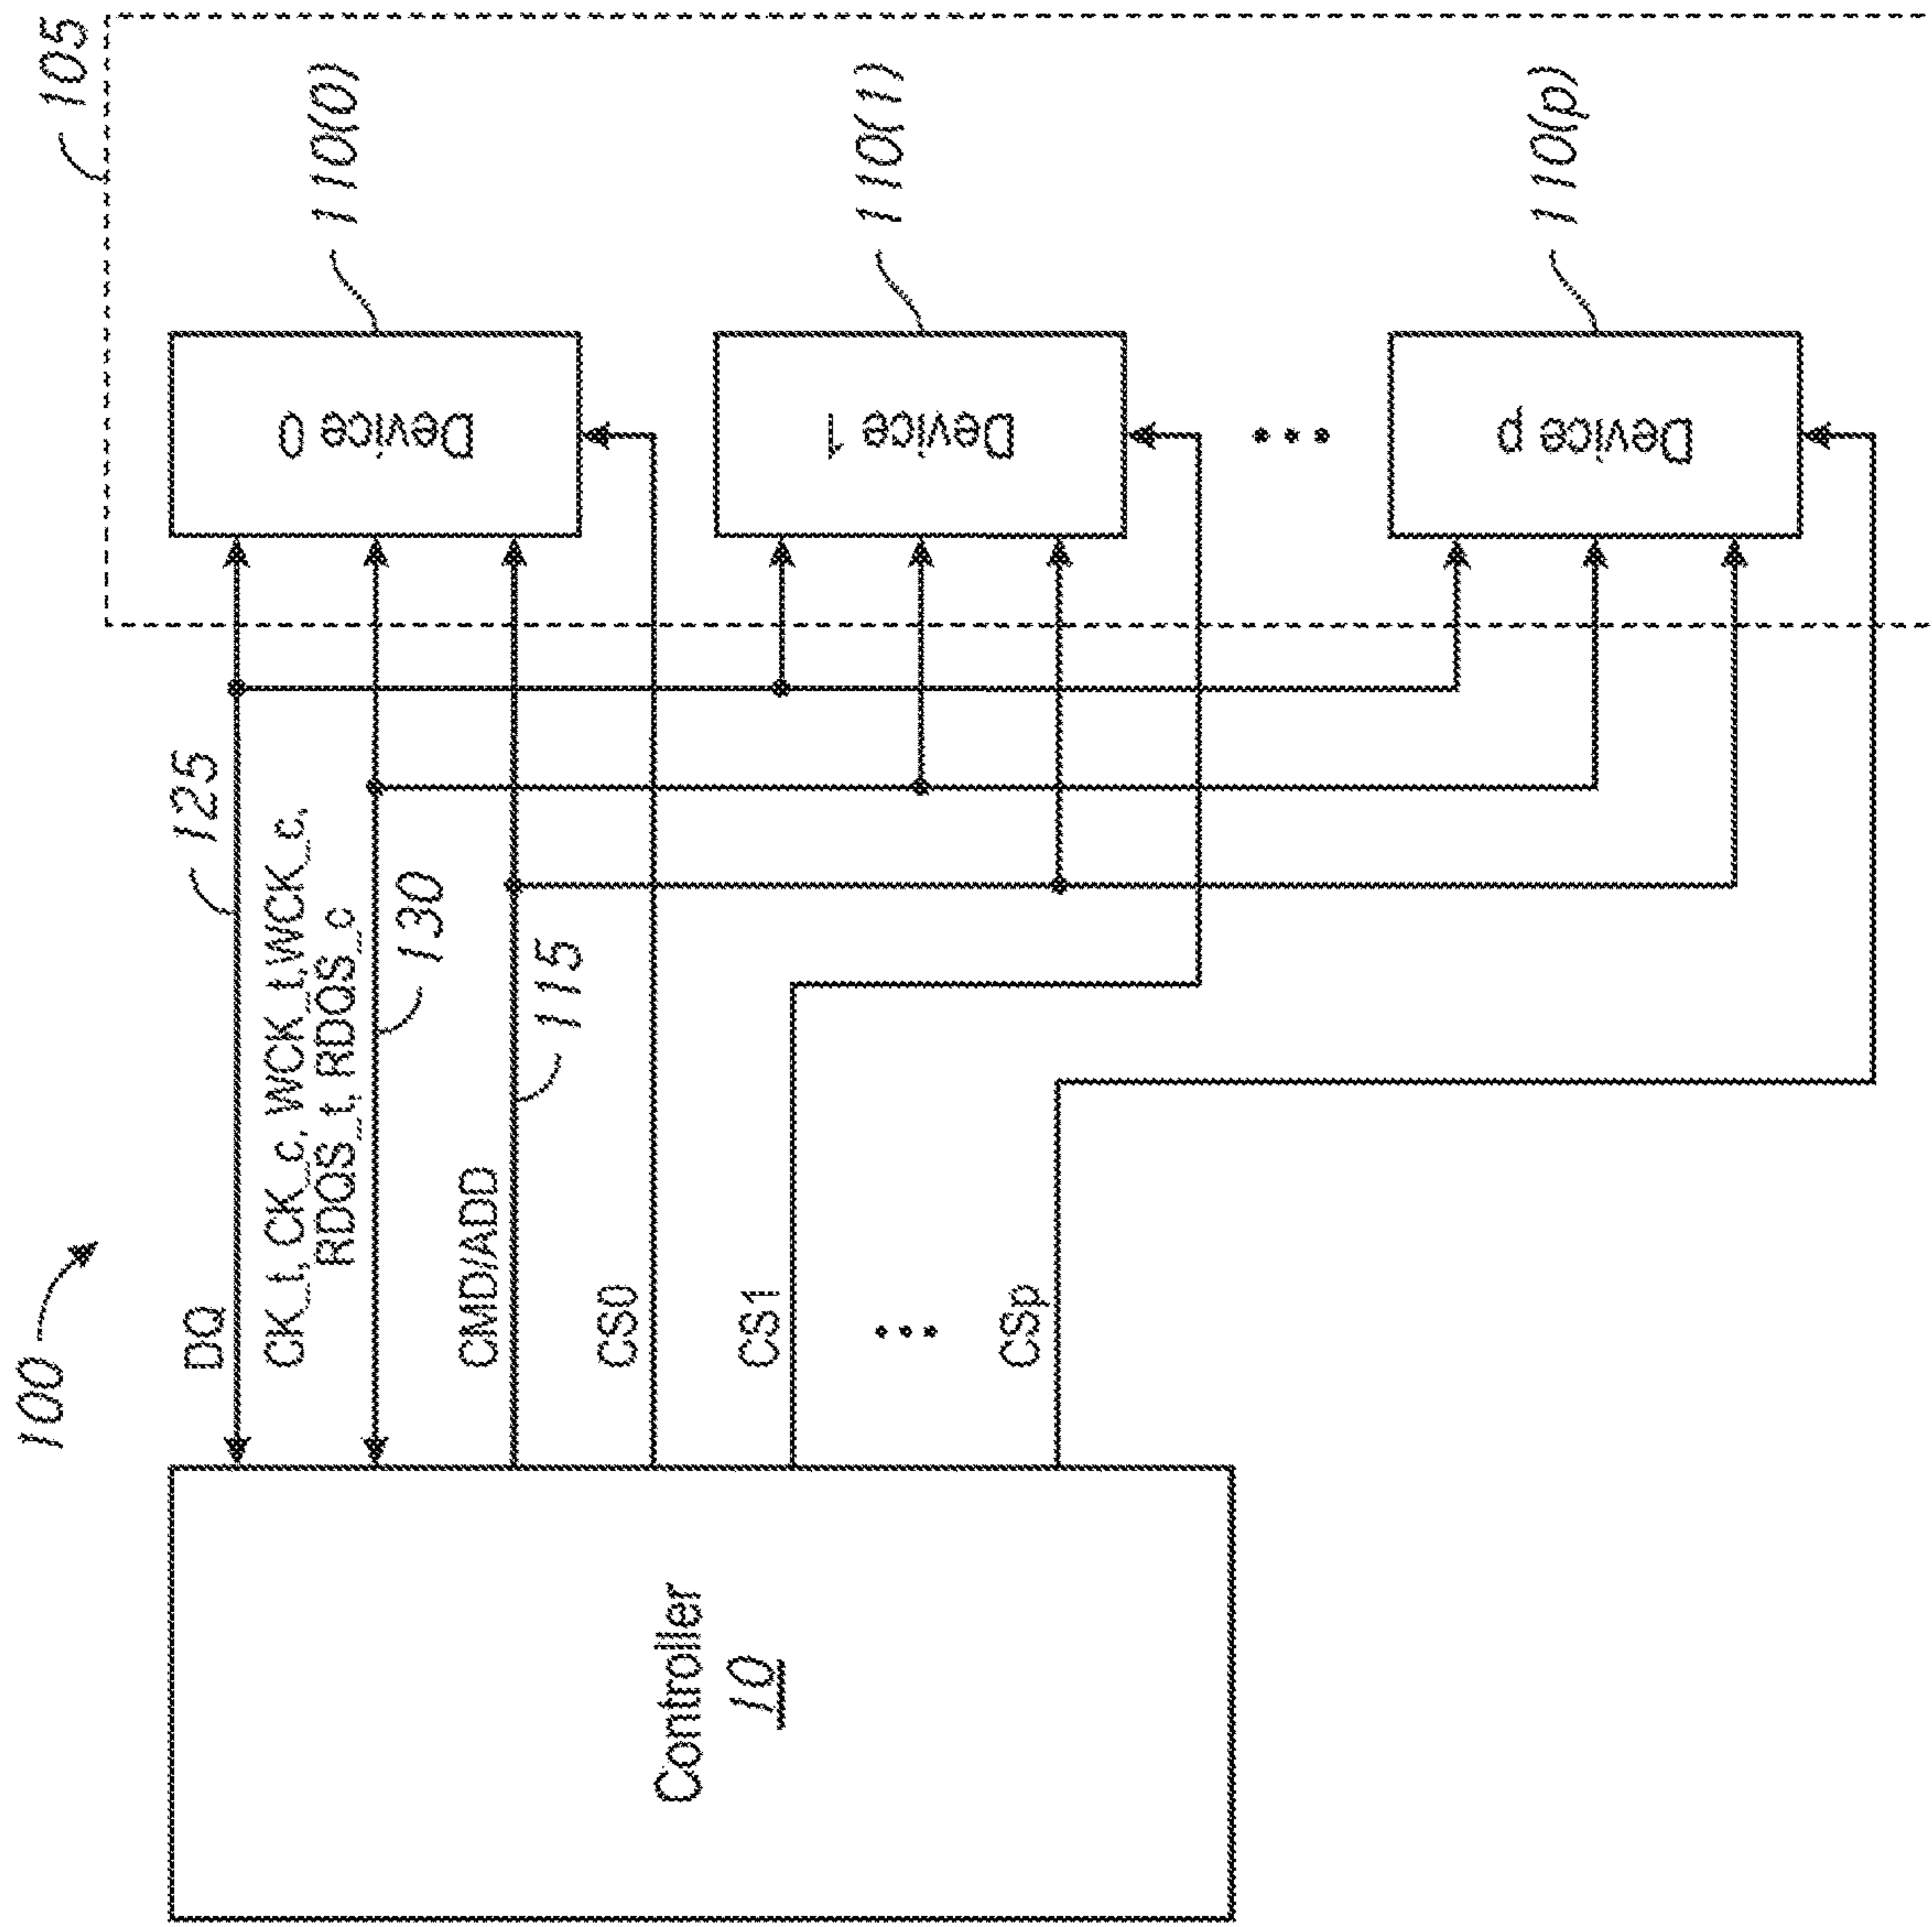 100
105
DQ
125
CK_t, CK_c, WCK_t,WCK_c,
RDQS_t, RDQS_c
130
CMD/ADD
115
CS0
CS1
CSp
Controller
10
Device 0
110(0)
Device 1
110(1)
Device p
110(p)